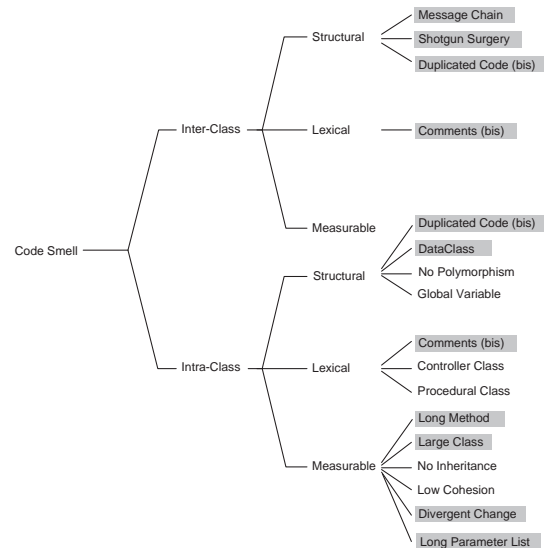 Code Smell
Inter-Class
Structural
Message Chain
Shotgun Surgery
Duplicated Code (bis)
Lexical
Comments (bis)
Measurable
Intra-Class
Structural
Duplicated Code (bis)
DataClass
No Polymorphism
Global Variable
Lexical
Comments (bis)
Controller Class
Procedural Class
Measurable
Long Method
Large Class
No Inheritance
Low Cohesion
Divergent Change
Long Parameter List